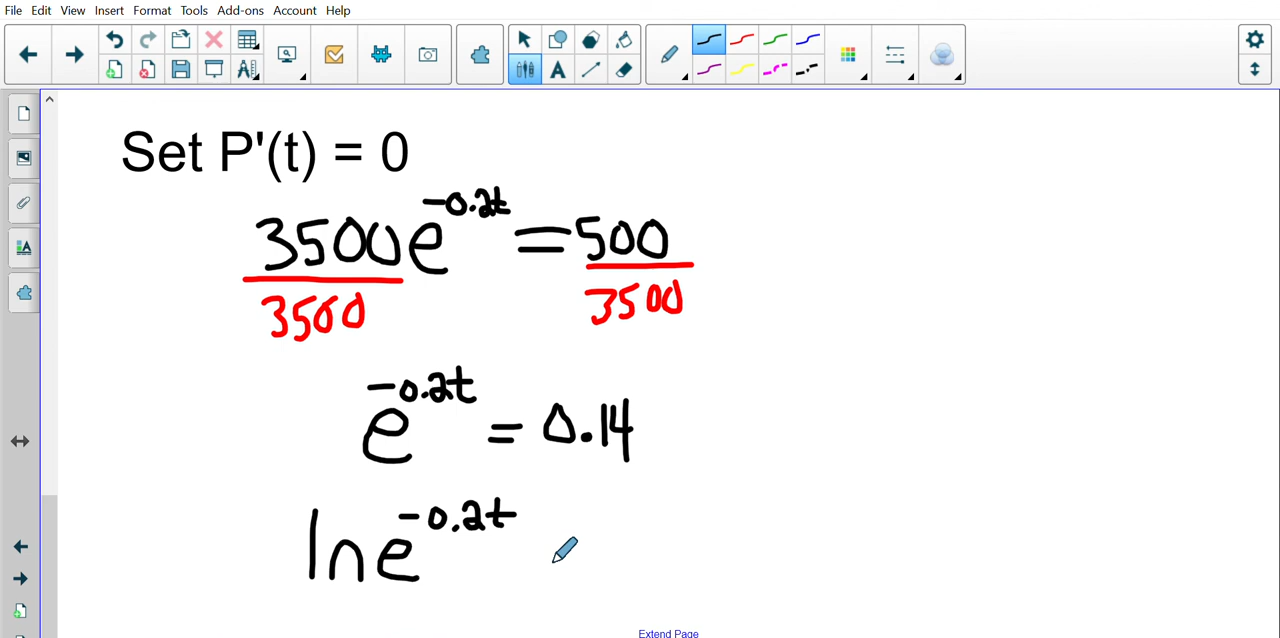 File Edit View Insert Format Tools Add-ons Account Help
Set P'(t) = 0
3500e^-0.2t = 500
3500 3500
e^-0.2t = 0.14
ln e^-0.2t
Extend Page